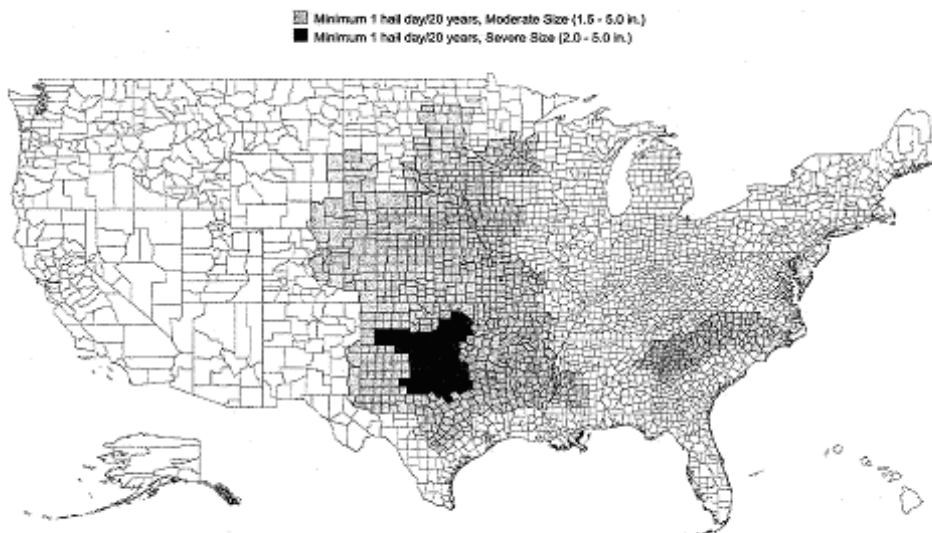 Minimum 1 hail day/20 years, Moderate Size (1.5 - 5.0 in.)
Minimum 1 hail day/20 years, Severe Size (2.0 - 5.0 in.)